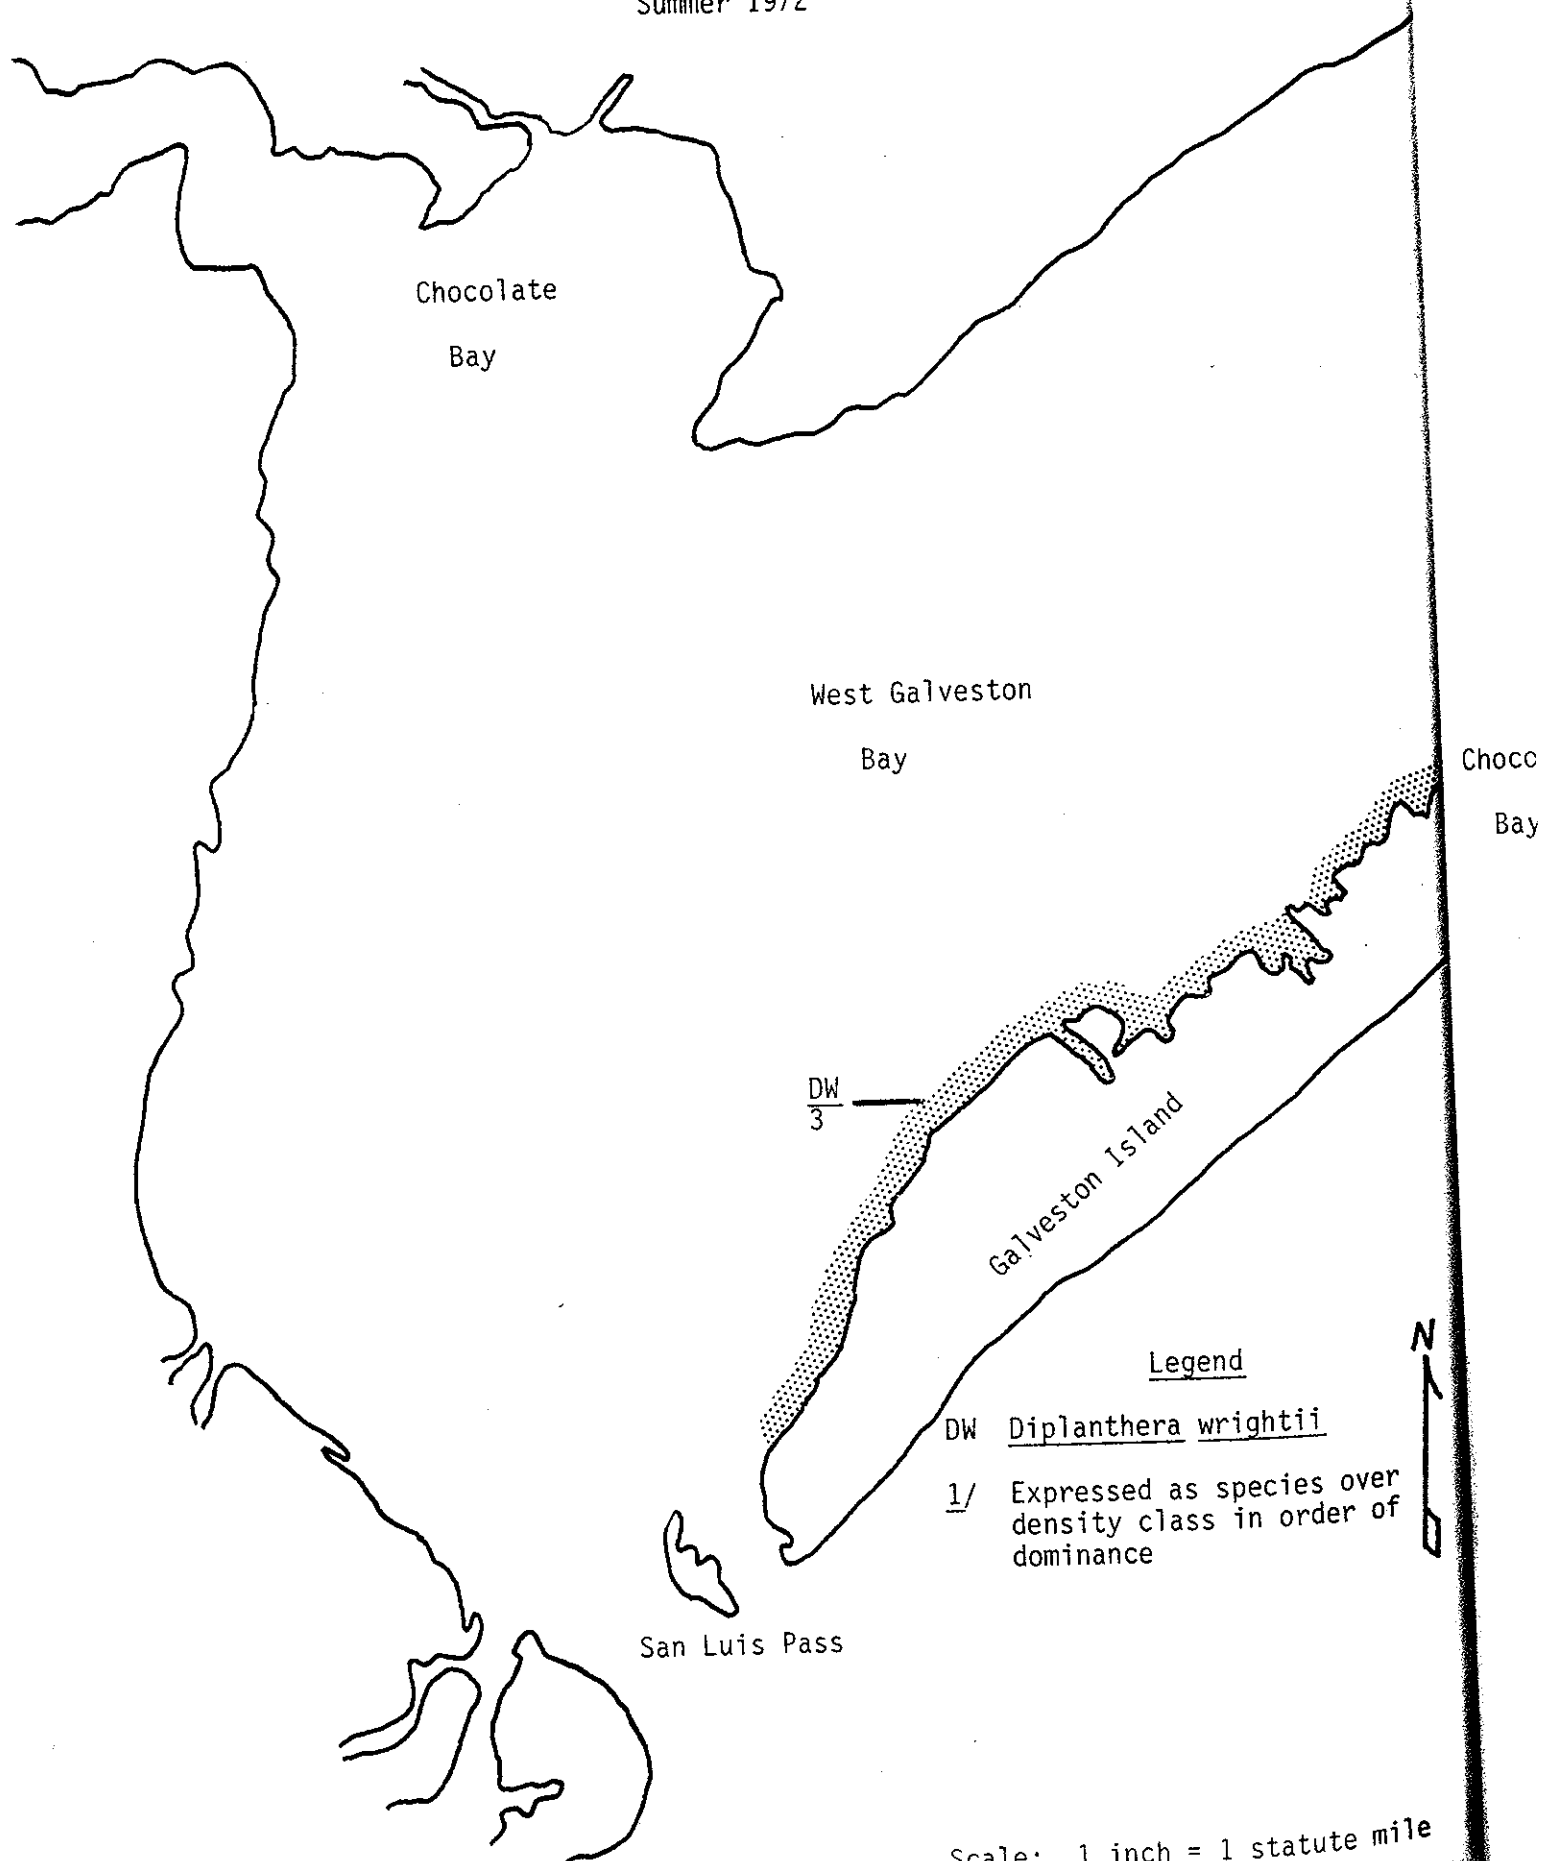 Summer 1972
Chocolate
Bay
West Galveston
Bay
Chocc
Bay
DW
3
Galveston Island
N
Legend
DW Diplanthera wrightii
1/ Expressed as species over
density class in order of
dominance
San Luis Pass
Scale: 1 inch = 1 statute mile